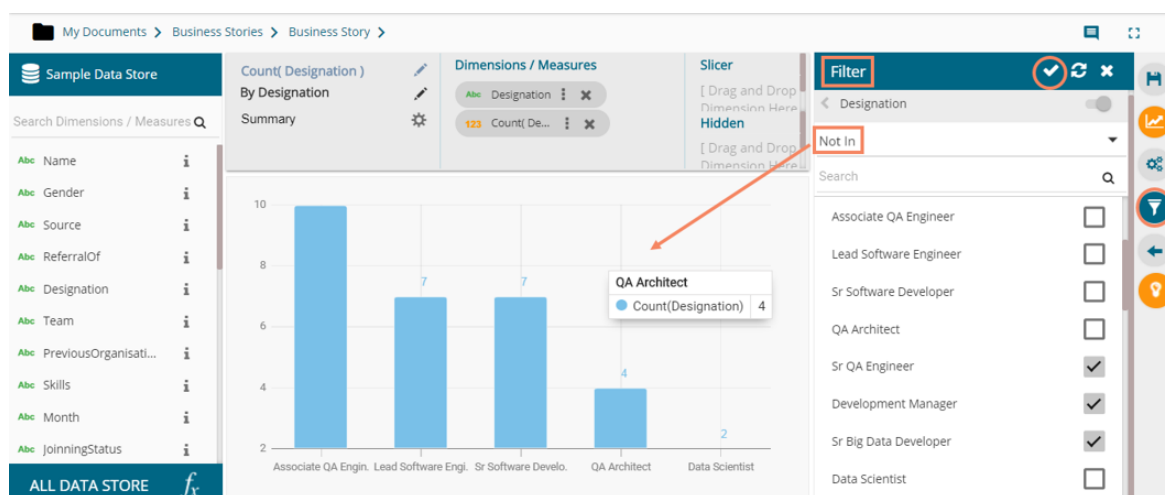 My Documents > Business Stories > Business Story >
Sample Data Store
Search Dimensions / Measures
Abc Name i
Abc Gender i
Abc Source i
Abc ReferralOf i
Abc Designation i
Abc Team i
Abc PreviousOrganisati... i
Abc Skills i
Abc Month i
Abc JoinningStatus i
ALL DATA STORE fx
Count( Designation )
By Designation
Summary
Dimensions / Measures
Abc Designation
123 Count( De...
Slicer
[ Drag and Drop
Dimension Here
Hidden
[ Drag and Drop
Dimension Here
10
8
6
4
2
7
7
4
2
QA Architect
Count(Designation) 4
Associate QA Engin.
Lead Software Engi.
Sr Software Develo.
QA Architect
Data Scientist
Filter
< Designation
Not In
Search
Associate QA Engineer
Lead Software Engineer
Sr Software Developer
QA Architect
Sr QA Engineer
Development Manager
Sr Big Data Developer
Data Scientist